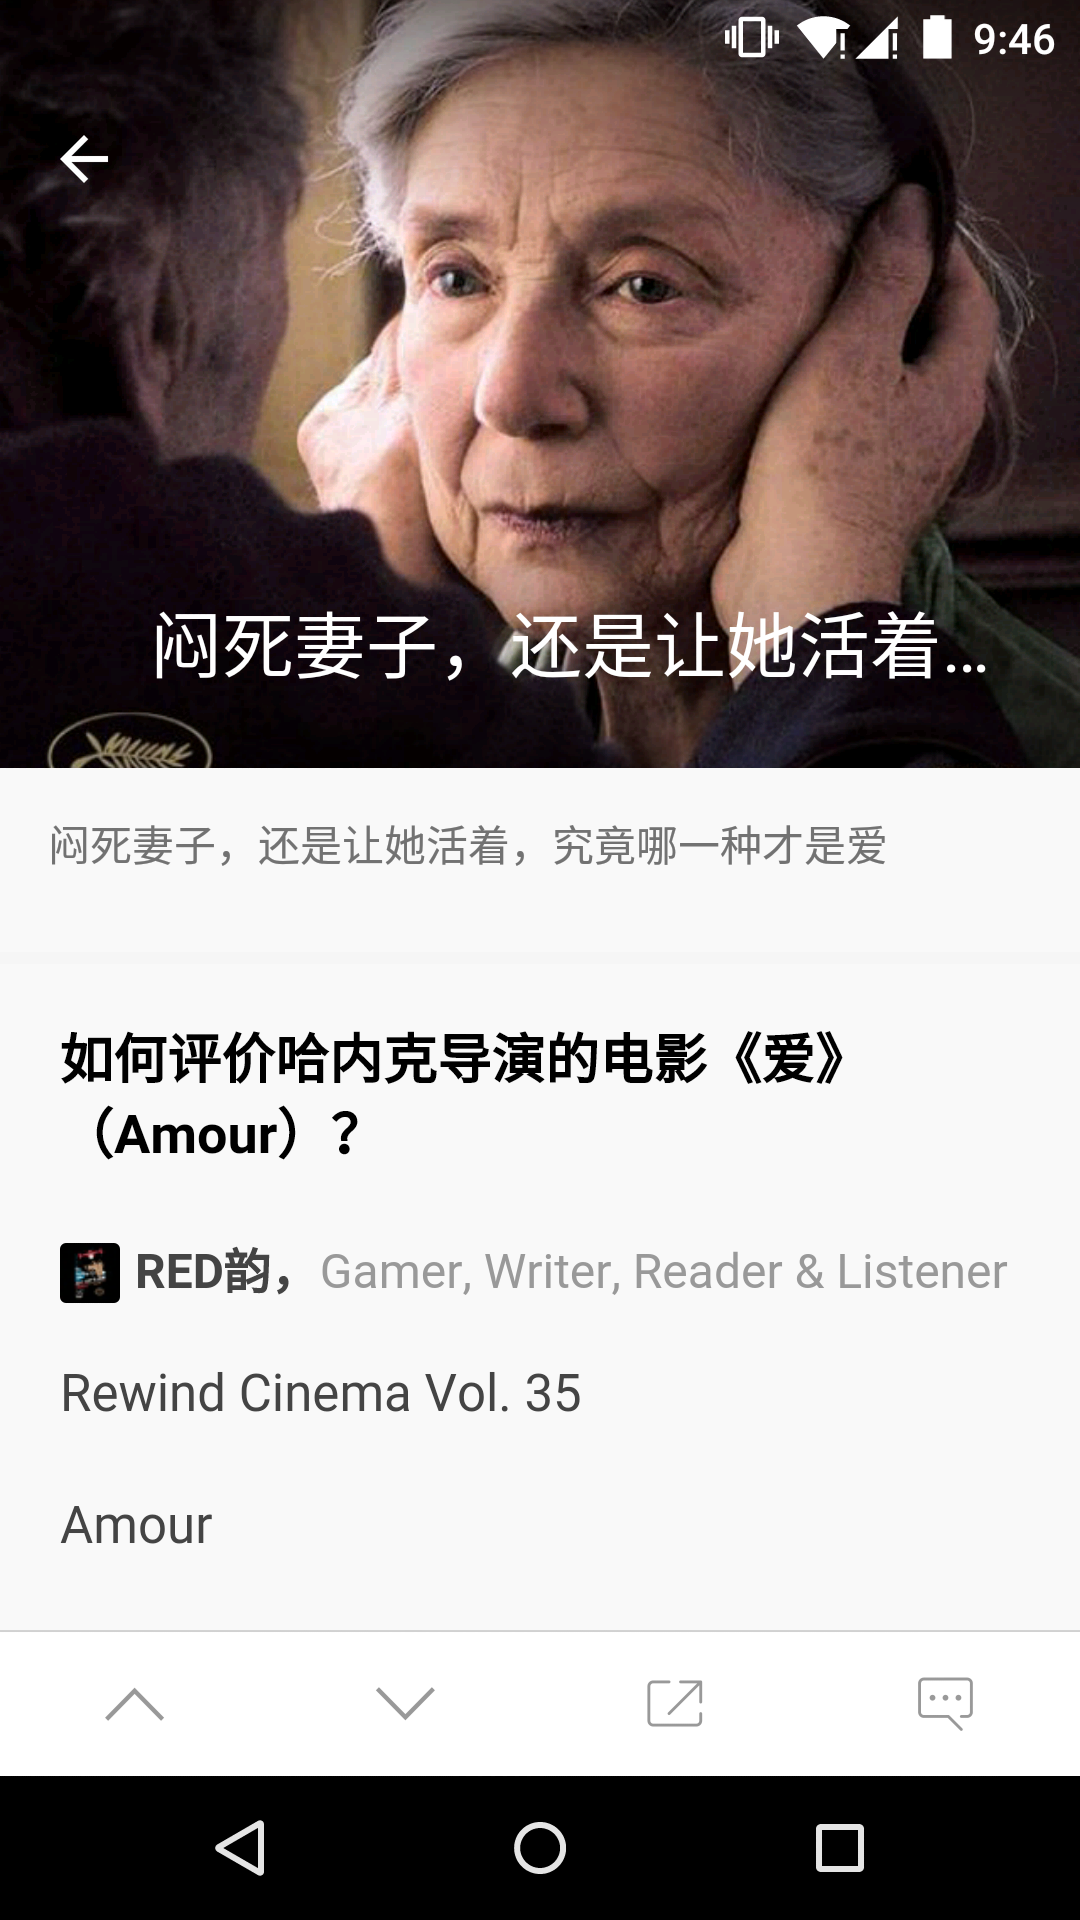 9:46
闷死妻子，还是让她活着...
闷死妻子，还是让她活着，究竟哪一种才是爱
如何评价哈内克导演的电影《爱》
（Amour）？
RED韵，Gamer, Writer, Reader & Listener
Rewind Cinema Vol. 35
Amour